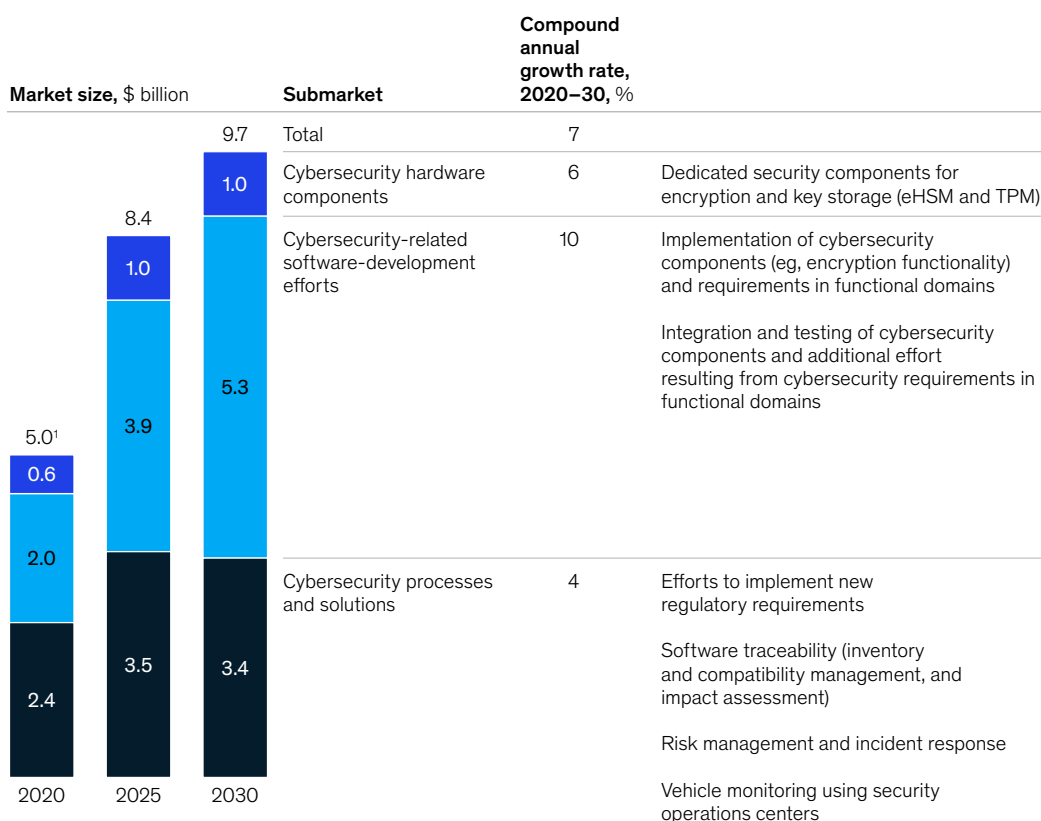 Compound
annual
growth rate,
Market size, $ billion Submarket 2020–30, %
9.7 Total 7
1.0 Cybersecurity hardware 6 Dedicated security components for
components encryption and key storage (eHSM and TPM)
8.4 Cybersecurity-related 10 Implementation of cybersecurity
software-development components (eg, encryption functionality)
1.0 efforts and requirements in functional domains
Integration and testing of cybersecurity
components and additional effort
resulting from cybersecurity requirements in
5.3 functional domains
3.9
5.0¹
0.6
2.0
Cybersecurity processes 4 Efforts to implement new
and solutions regulatory requirements
Software traceability (inventory
3.5 3.4 and compatibility management, and
2.4 impact assessment)
Risk management and incident response
2020 2025 2030 Vehicle monitoring using security
operations centers